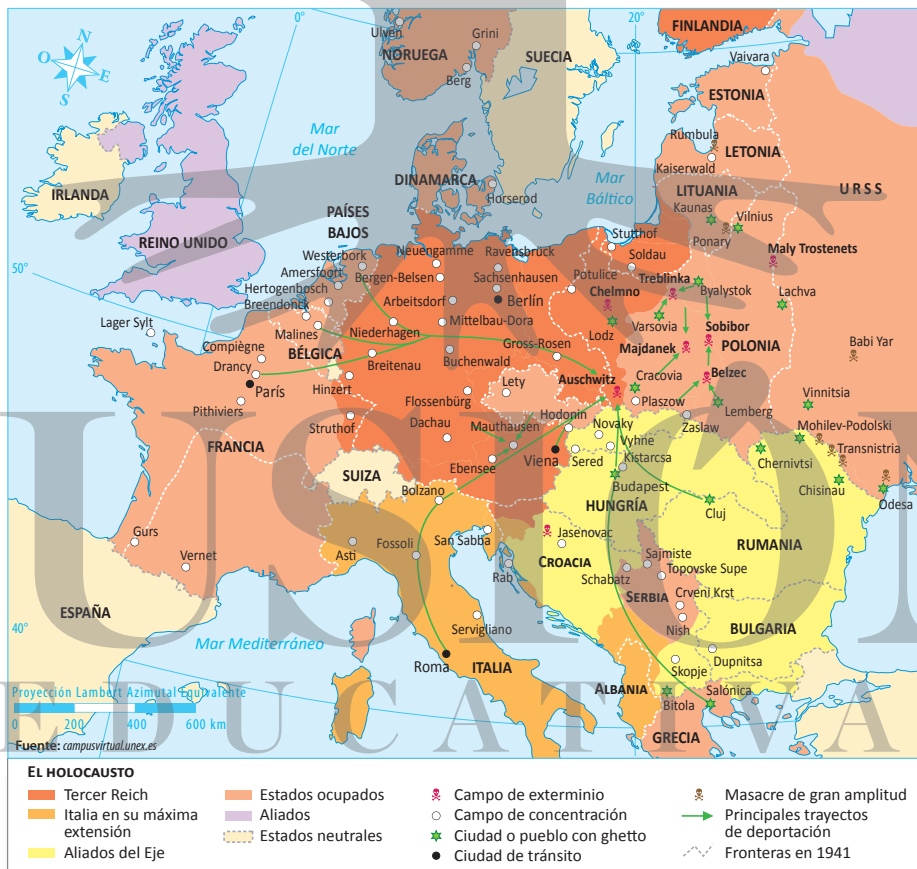 0°
20°
FINLANDIA
Ulven
Grini
NORUEGA
SUECIA
Berg
Vaivara
N
O
E
S
ESTONIA
Mar
del Norte
Rumbula
LETONIA
Kaiserwald
DINAMARCA
Mar
Báltico
LITUANIA
URSS
IRLANDA
Horserod
Kaunas
Vilnius
PAÍSES
BAJOS
Stutthof
Ponary
REINO UNIDO
Westerbork
Neuengamme
Ravensbrück
Soldau
Maly Trostenets
50°
Amersfoort
Bergen-Belsen
Sachsenhausen
Potulice
Treblinka
Hertogenbosch
Chelmno
Byalystok
Lachva
Breendonck
Arbeitsdorf
Berlín
Lager Sylt
Malines
Niederhagen
Mittelbau-Dora
Lodz
Varsovia
Sobibor
Babi Yar
Compiègne
BÉLGICA
Gross-Rosen
Majdanek
POLONIA
Drancy
Breitenau
Buchenwald
París
Hinzert
Auschwitz
Cracovia
Belzec
Pithiviers
Flossenbürg
Lety
Plaszow
Lemberg
Vinnitsia
Struthof
Dachau
Mauthausen
Hodonin
Novaky
Zaslaw
Mohilev-Podolski
FRANCIA
Vyhne
Transnistria
Ebensee
Viena
Sered
Kistarcsa
Chernivtsi
SUIZA
Bolzano
Budapest
Chisinau
HUNGRÍA
Odesa
Cluj
Gurs
Asti
Fossoli
San Sabba
Jasenovac
RUMANIA
Vernet
CROACIA
Sajmiste
Rab
Schabatz
Topovske Supe
ESPAÑA
SERBIA
Crveni Krst
Servigliano
Nish
BULGARIA
40°
Mar Mediterráneo
Roma
ITALIA
Dupnitsa
Skopje
Proyección Lambert Azimutal Equivalente
ALBANIA
Salónica
0 200 400 600 km
Bitola
GRECIA
Fuente: campusvirtual.unex.es
EDUCATIVA
EL HOLOCAUSTO
Tercer Reich
Italia en su máxima
extensión
Aliados del Eje
Estados ocupados
Aliados
Estados neutrales
Campo de exterminio
Campo de concentración
Ciudad o pueblo con ghetto
Ciudad de tránsito
Masacre de gran amplitud
Principales trayectos
de deportación
Fronteras en 1941